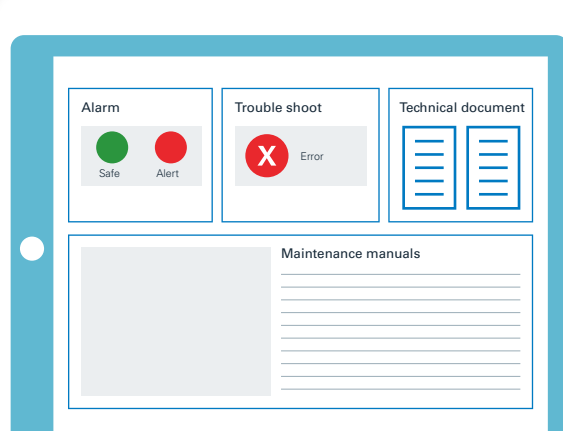 Alarm
Safe
Alert
Trouble shoot
X
Error
Technical document
Maintenance manuals